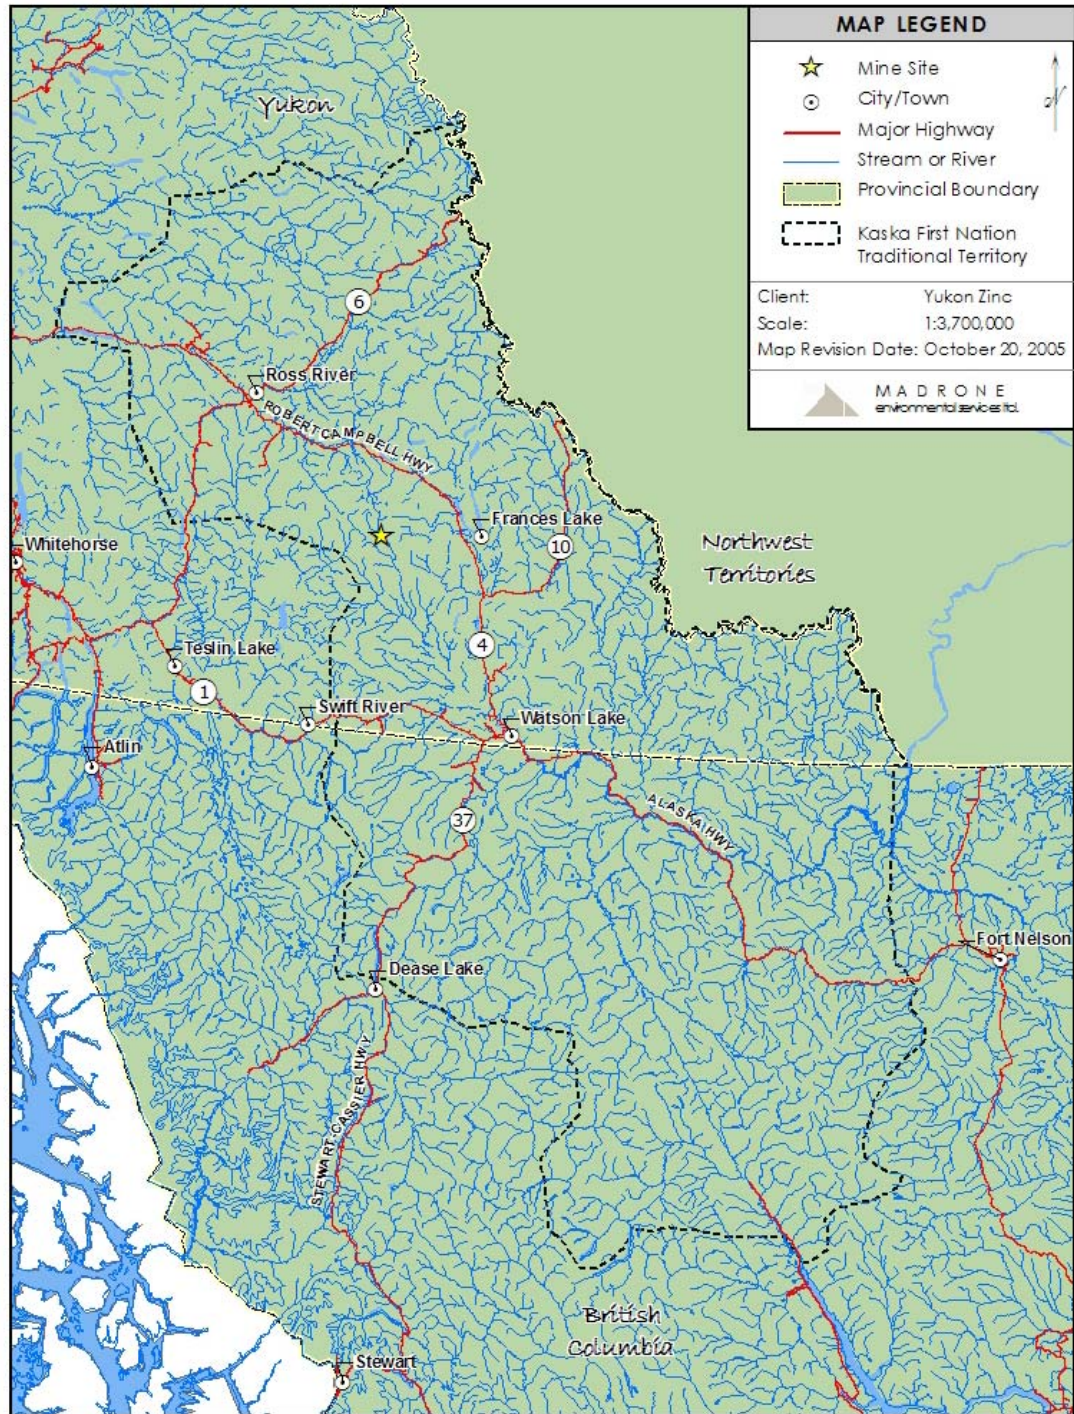 MAP LEGEND
Mine Site
City/Town
Major Highway
Stream or River
Provincial Boundary
Kaska First Nation
Traditional Territory
N
Client: Yukon Zinc
Scale: 1:3,700,000
Map Revision Date: October 20, 2005
MADRONE
environmental services ltd.
Yukon
6
Ross River
ROBERT CAMPBELL HWY
Frances Lake
10
Whitehorse
Northwest
Territories
4
Teslin Lake
1
Swift River
Watson Lake
Atlin
37
ALASKA HWY
Fort Nelson
Dease Lake
STEWART CASSIER HWY
British
Columbia
Stewart